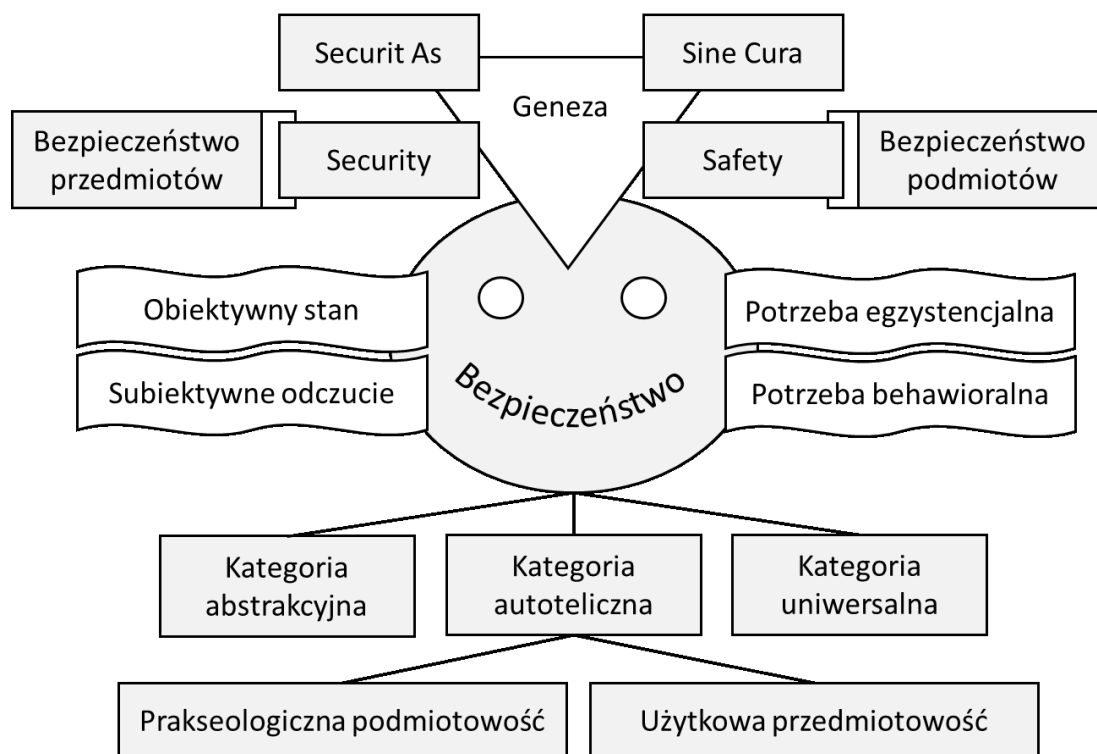 Securit As
Sine Cura
Geneza
Bezpieczeństwo
przedmiotów
Security
Safety
Bezpieczeństwo
podmiotów
Obiektywny stan
Potrzeba egzystencjalna
Subiektywne odczucie
Bezpieczeństwo
Potrzeba behawioralna
Kategoria
abstrakcyjna
Kategoria
autoteliczna
Kategoria
uniwersalna
Prakseologiczna podmiotowość
Użytkowa przedmiotowość